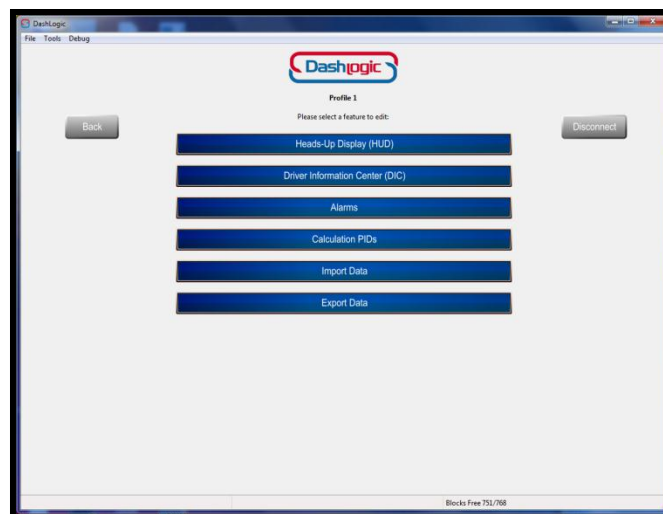 DashLogic
File Tools Debug
Dashlogic
Profile 1
Please select a feature to edit:
Back
Disconnect
Heads-Up Display (HUD)
Driver Information Center (DIC)
Alarms
Calculation PIDs
Import Data
Export Data
Blocks Free 751/768